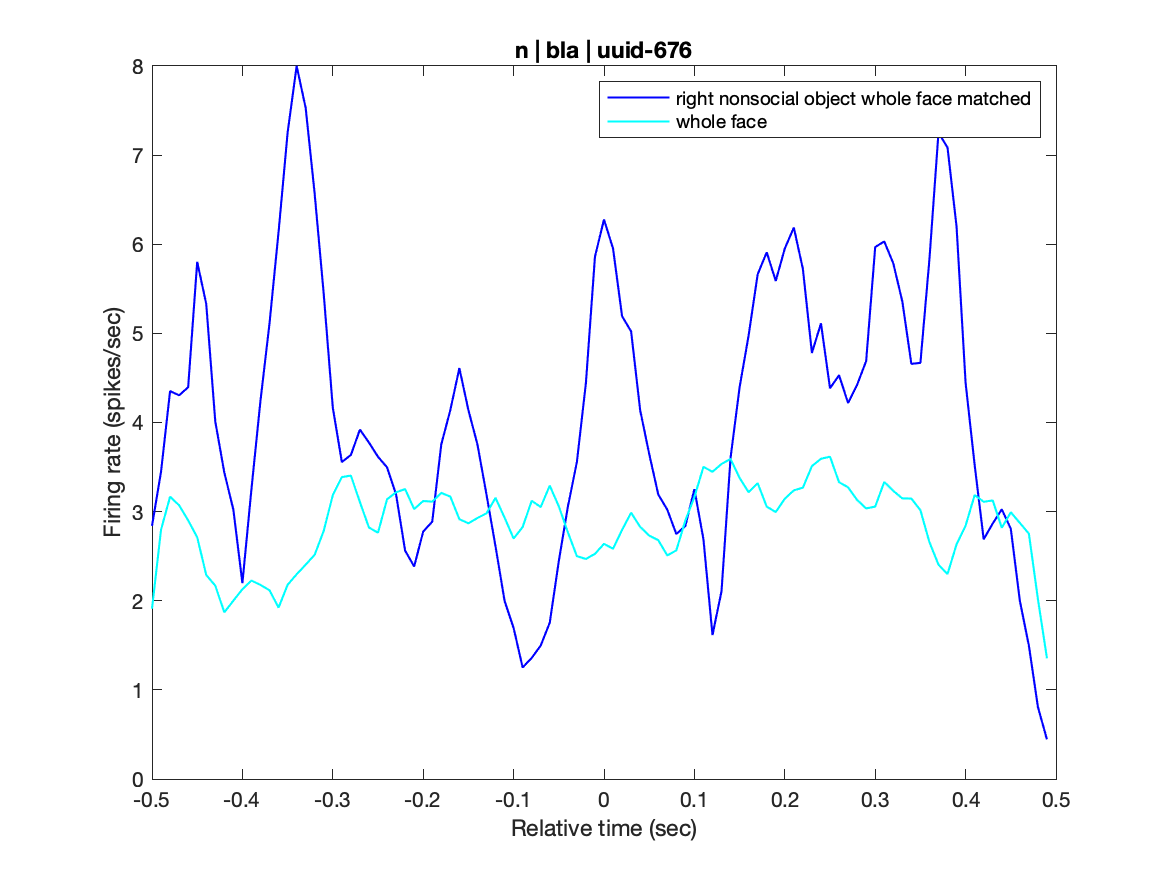 n | bla | uuid-676
right nonsocial object whole face matched
whole face
Firing rate (spikes/sec)
8
7
6
5
4
3
2
1
0
-0.5 -0.4 -0.3 -0.2 -0.1 0 0.1 0.2 0.3 0.4 0.5
Relative time (sec)